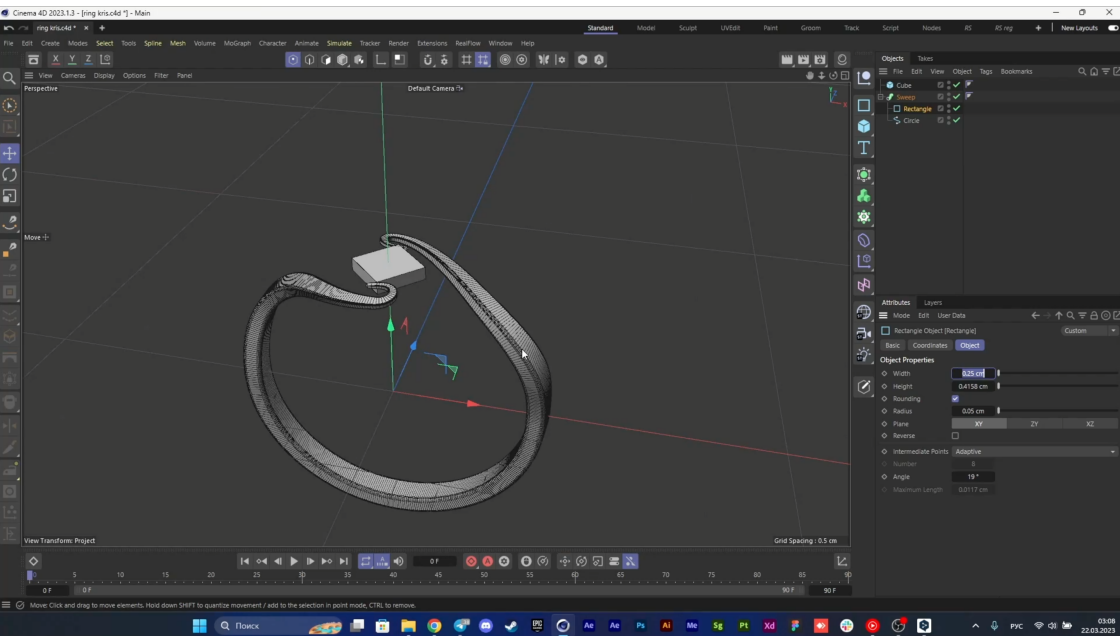 Cinema 4D 2023.1.3 - [ring kris.c4d *] - Main
ring kris.c4d *
Standard Model Sculpt UVEdit Paint Groom Track Script Nodes RS RS reg New Layouts
File Edit Create Modes Select Tools Spline Mesh Volume MoGraph Character Animate Simulate Tracker Render Extensions RealFlow Window Help
X Y Z
View Cameras Display Options Filter Panel
Perspective
Default Camera
Y
Z
X
Move
View Transform: Project
Grid Spacing : 0.5 cm
Objects Takes
File Edit View Object Tags Bookmarks
Cube
Sweep
Rectangle
Circle
Attributes Layers
Mode Edit User Data
Rectangle Object [Rectangle]
Custom
Basic Coordinates Object
Object Properties
Width 0.25 cm
Height 0.4158 cm
Rounding
Radius 0.05 cm
Plane XY ZY XZ
Reverse
Intermediate Points Adaptive
Number 8
Angle 19 °
Maximum Length 0.0117 cm
0 F
0 5 10 15 20 25 30 35 40 45 50 55 60 65 70 75 80 85 90
0 F 0 F 90 F 90 F
Move: Click and drag to move elements. Hold down SHIFT to quantize movement / add to the selection in point mode, CTRL to remove.
Поиск
EPIC
Ae
Ps
Ai
Me
Sg
Pt
Xd
РУС
03:09
22.03.2023